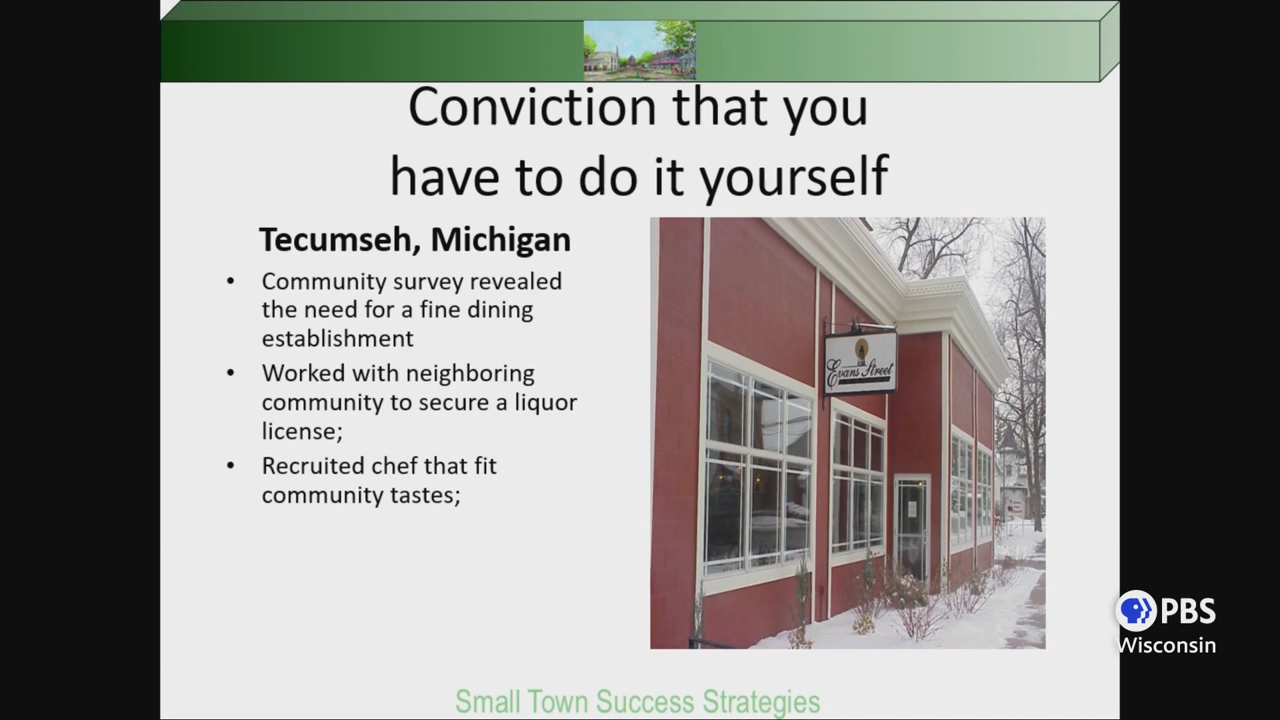 Conviction that you
have to do it yourself
Tecumseh, Michigan
• Community survey revealed
the need for a fine dining
establishment
• Worked with neighboring
community to secure a liquor
license;
• Recruited chef that fit
community tastes;
Evans Street
PBS
Wisconsin
Small Town Success Strategies